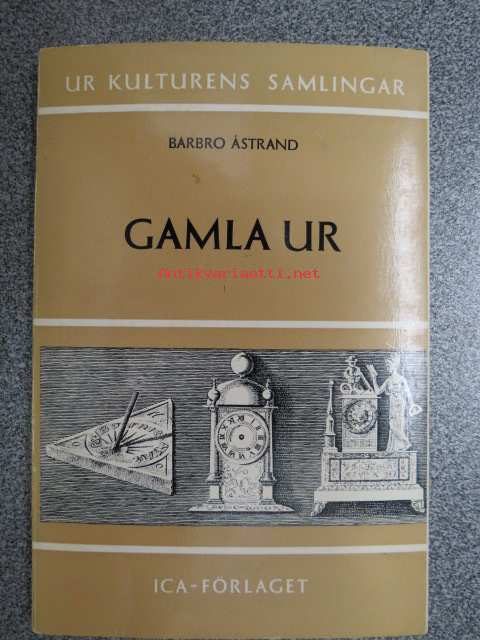 UR KULTURENS SAMLINGAR
BARBRO ÅSTRAND
GAMLA UR
Antikvariaatti.net
ICA-FÖRLAGET